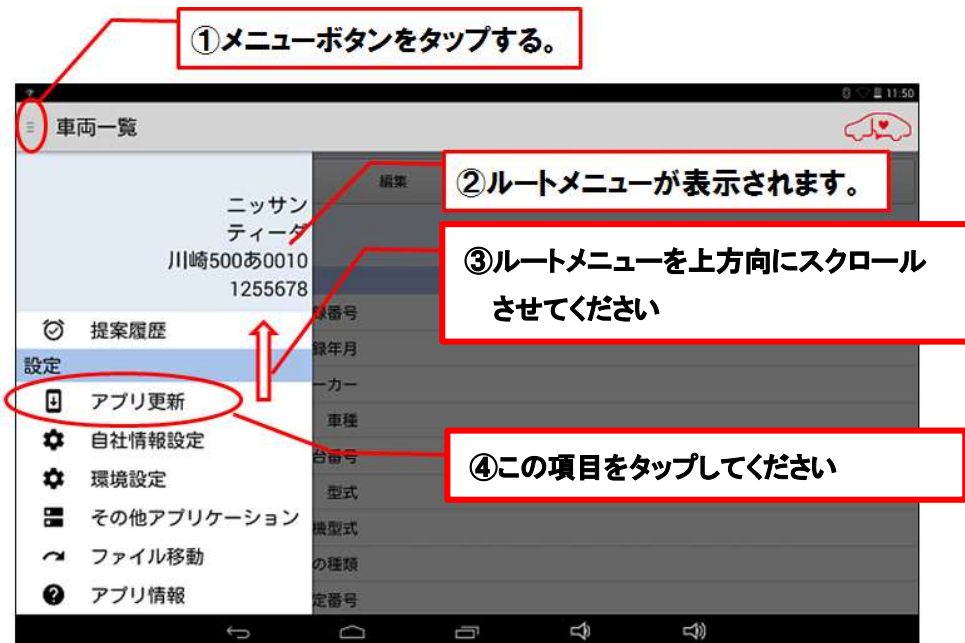 ①メニューボタンをタップする。
11:50
車両一覧
編集
②ルートメニューが表示されます。
ニッサン
ティーダ
川崎500あ0010
1255678
③ルートメニューを上方向にスクロール
させてください
録番号
提案履歴
録年月
設定
ーカー
アプリ更新
車種
自社情報設定
台番号
④この項目をタップしてください
環境設定
型式
その他アプリケーション
機型式
ファイル移動
の種類
アプリ情報
定番号